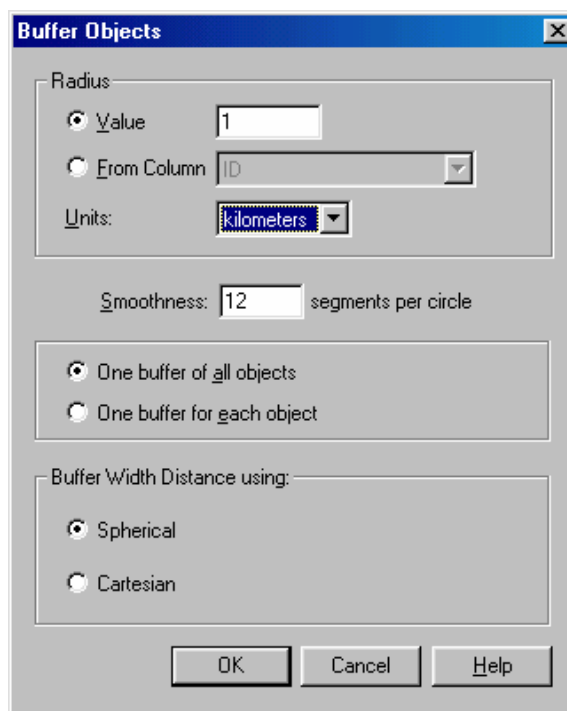 Buffer Objects
Radius
Value 1
From Column ID
Units: kilometers
Smoothness: 12 segments per circle
One buffer of all objects
One buffer for each object
Buffer Width Distance using:
Spherical
Cartesian
OK Cancel Help